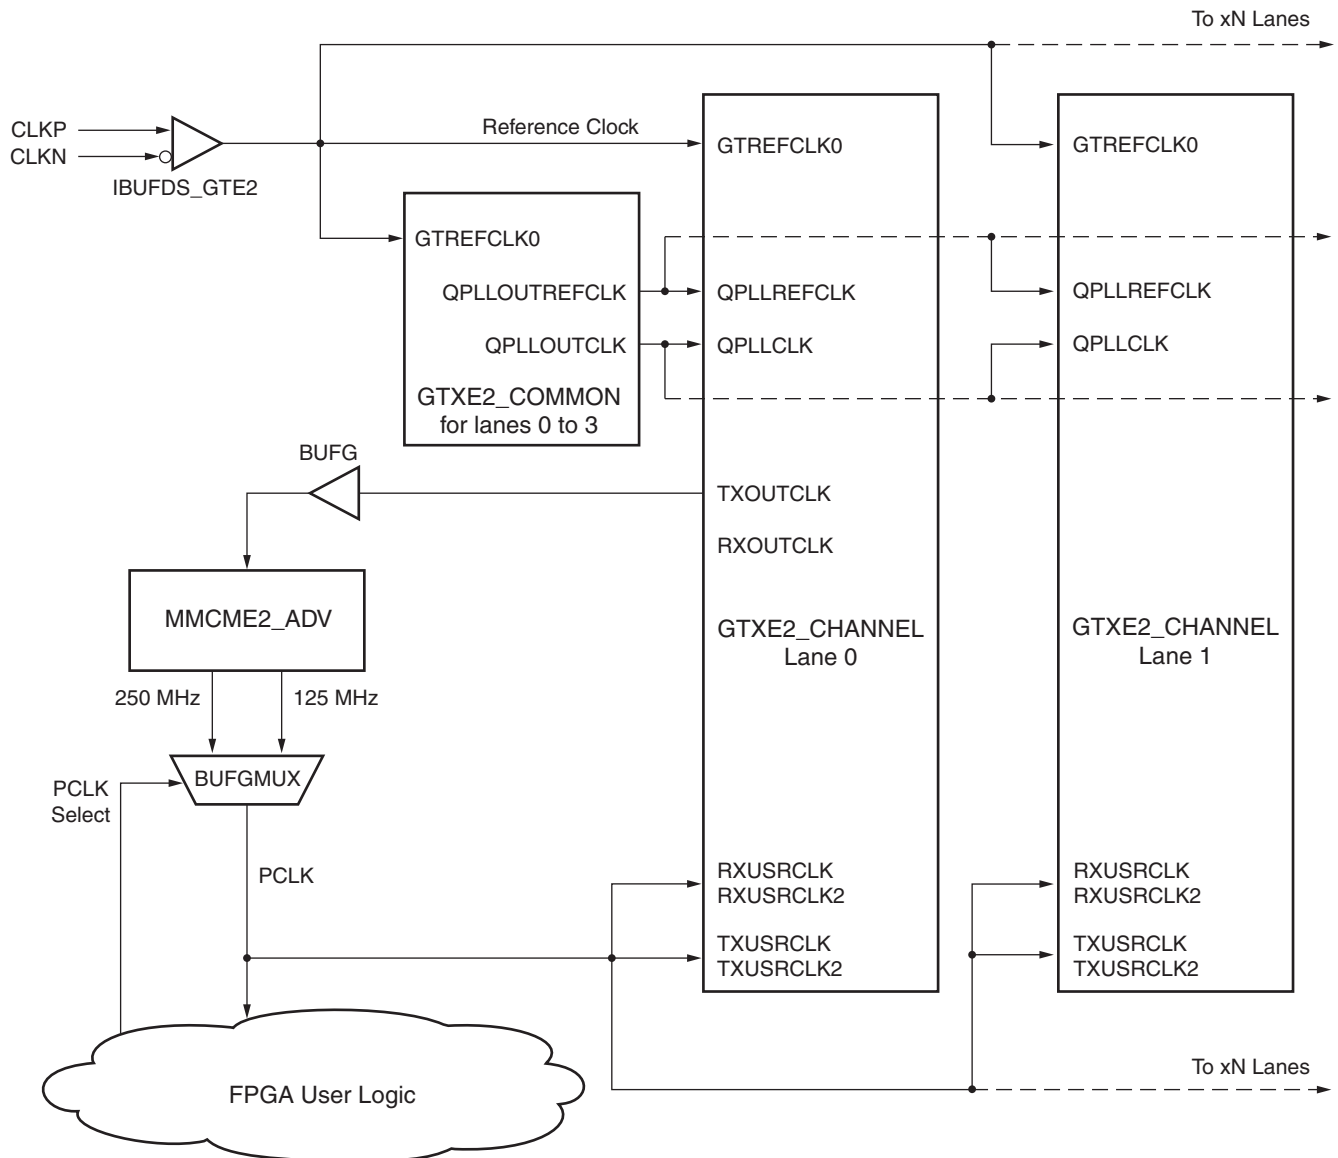 To xN Lanes
CLKP
CLKN
IBUFDS_GTE2
Reference Clock
GTREFCLK0
GTREFCLK0
GTREFCLK0
QPLLOUTREFCLK
QPLLREFCLK
QPLLREFCLK
QPLLOUTCLK
QPLLCLK
QPLLCLK
GTXE2_COMMON
for lanes 0 to 3
BUFG
TXOUTCLK
RXOUTCLK
MMCME2_ADV
GTXE2_CHANNEL
Lane 0
GTXE2_CHANNEL
Lane 1
250 MHz
125 MHz
BUFGMUX
PCLK
Select
PCLK
RXUSRCLK
RXUSRCLK2
RXUSRCLK
RXUSRCLK2
TXUSRCLK
TXUSRCLK2
TXUSRCLK
TXUSRCLK2
To xN Lanes
FPGA User Logic